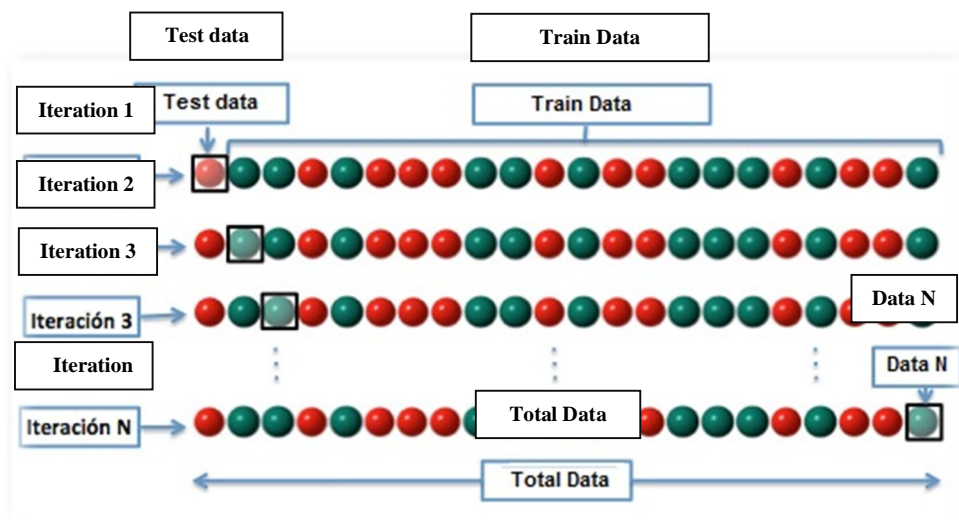 Test data
Train Data
Iteration 1
Test data
Train Data
Iteration 2
Iteration 3
Data N
Iteración 3
Iteration
Data N
Total Data
Iteración N
Total Data